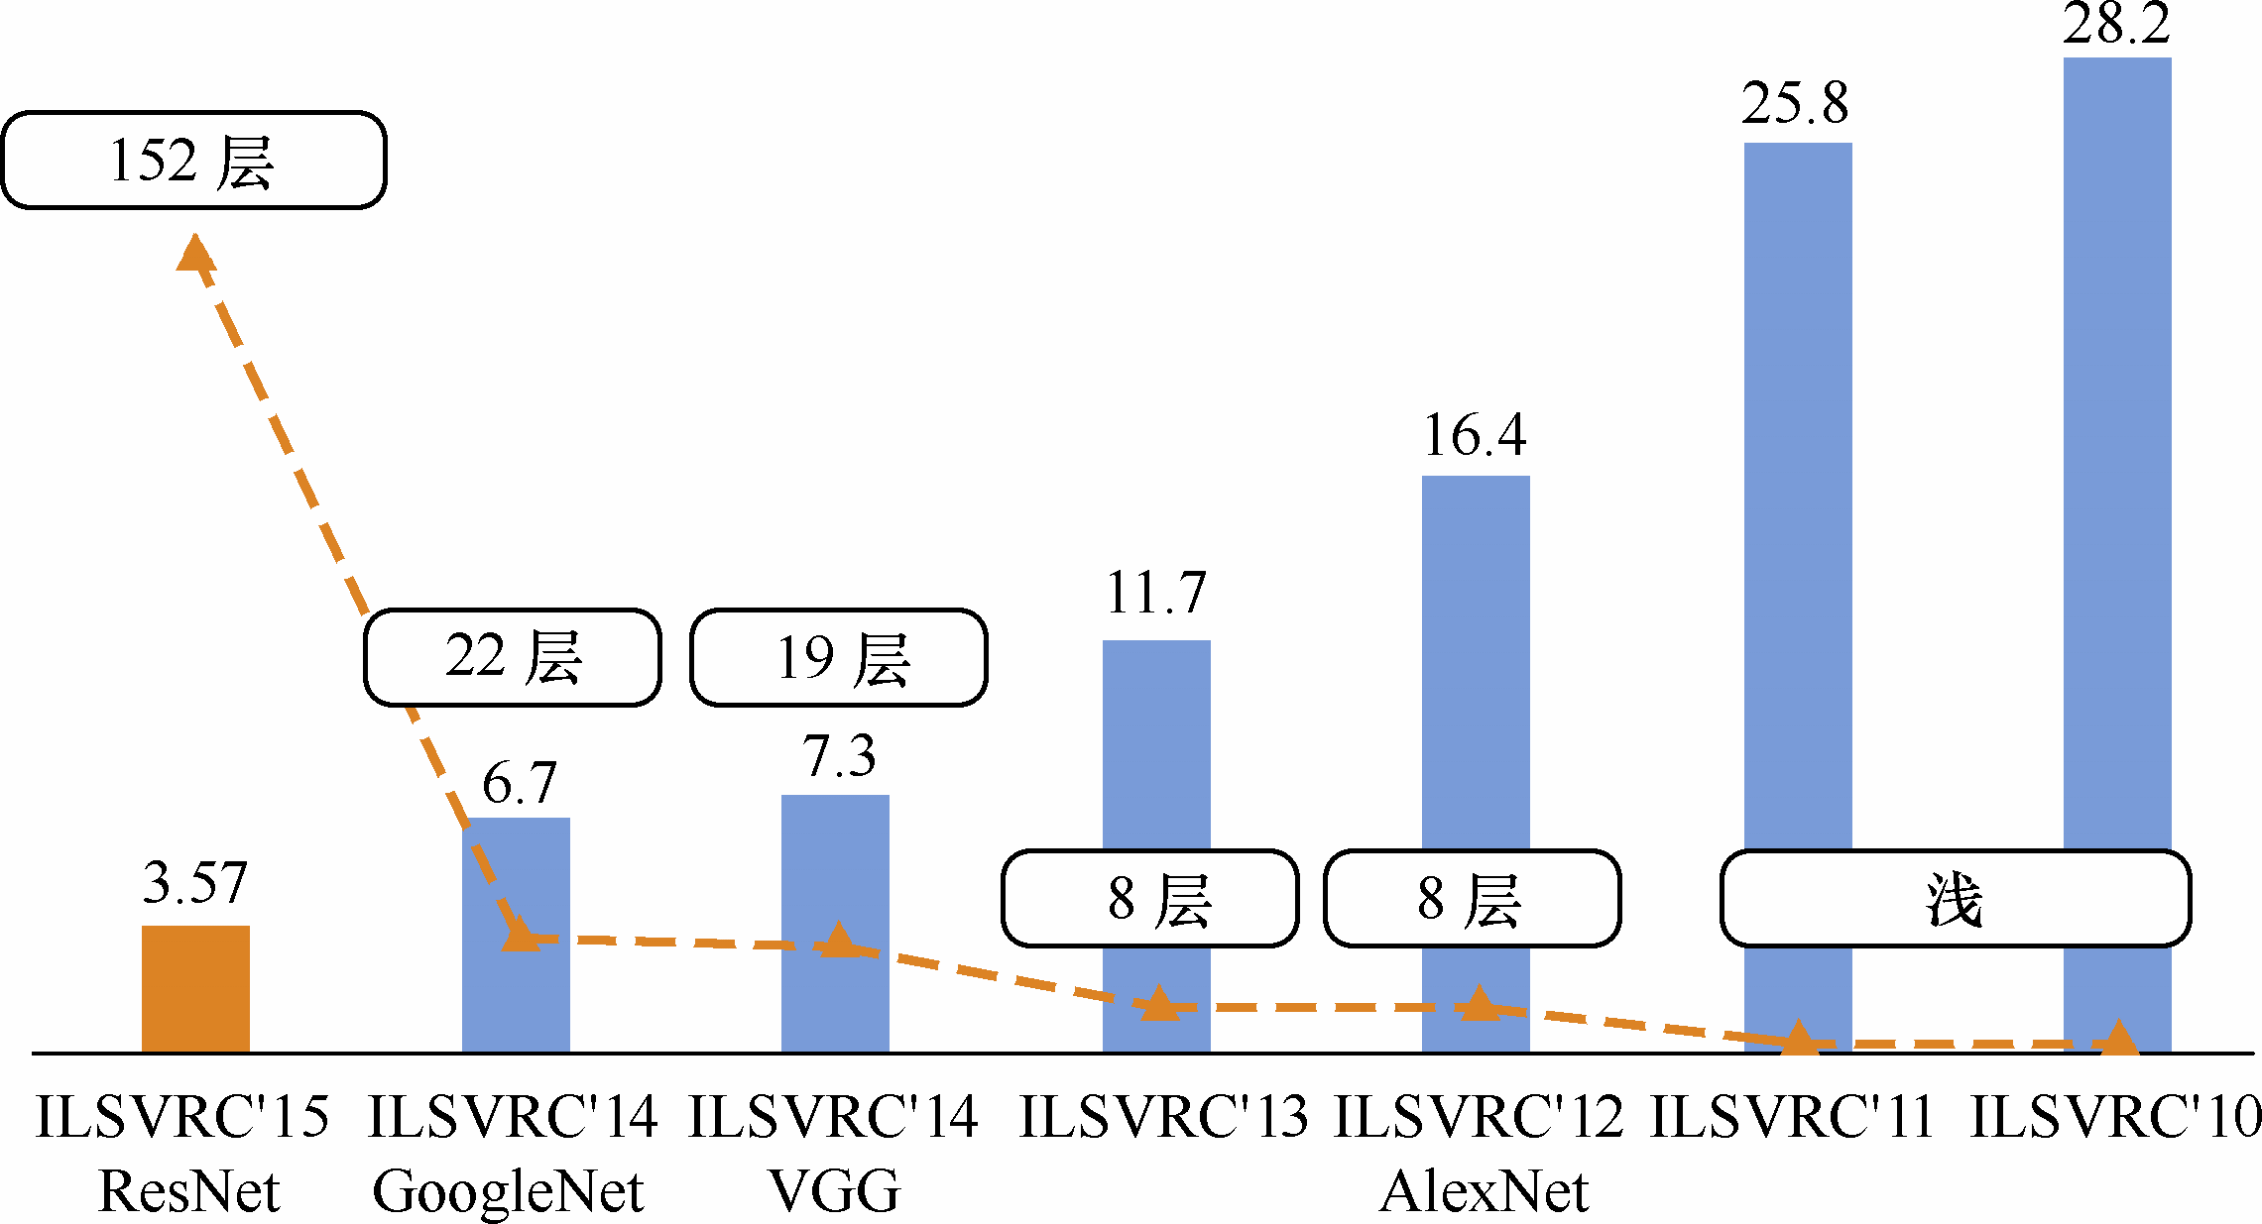 28.2
25.8
152 层
16.4
11.7
22 层
19 层
7.3
6.7
3.57
8 层
8 层
浅
ILSVRC'15
ResNet
ILSVRC'14
GoogleNet
ILSVRC'14
VGG
ILSVRC'13
ILSVRC'12
AlexNet
ILSVRC'11
ILSVRC'10